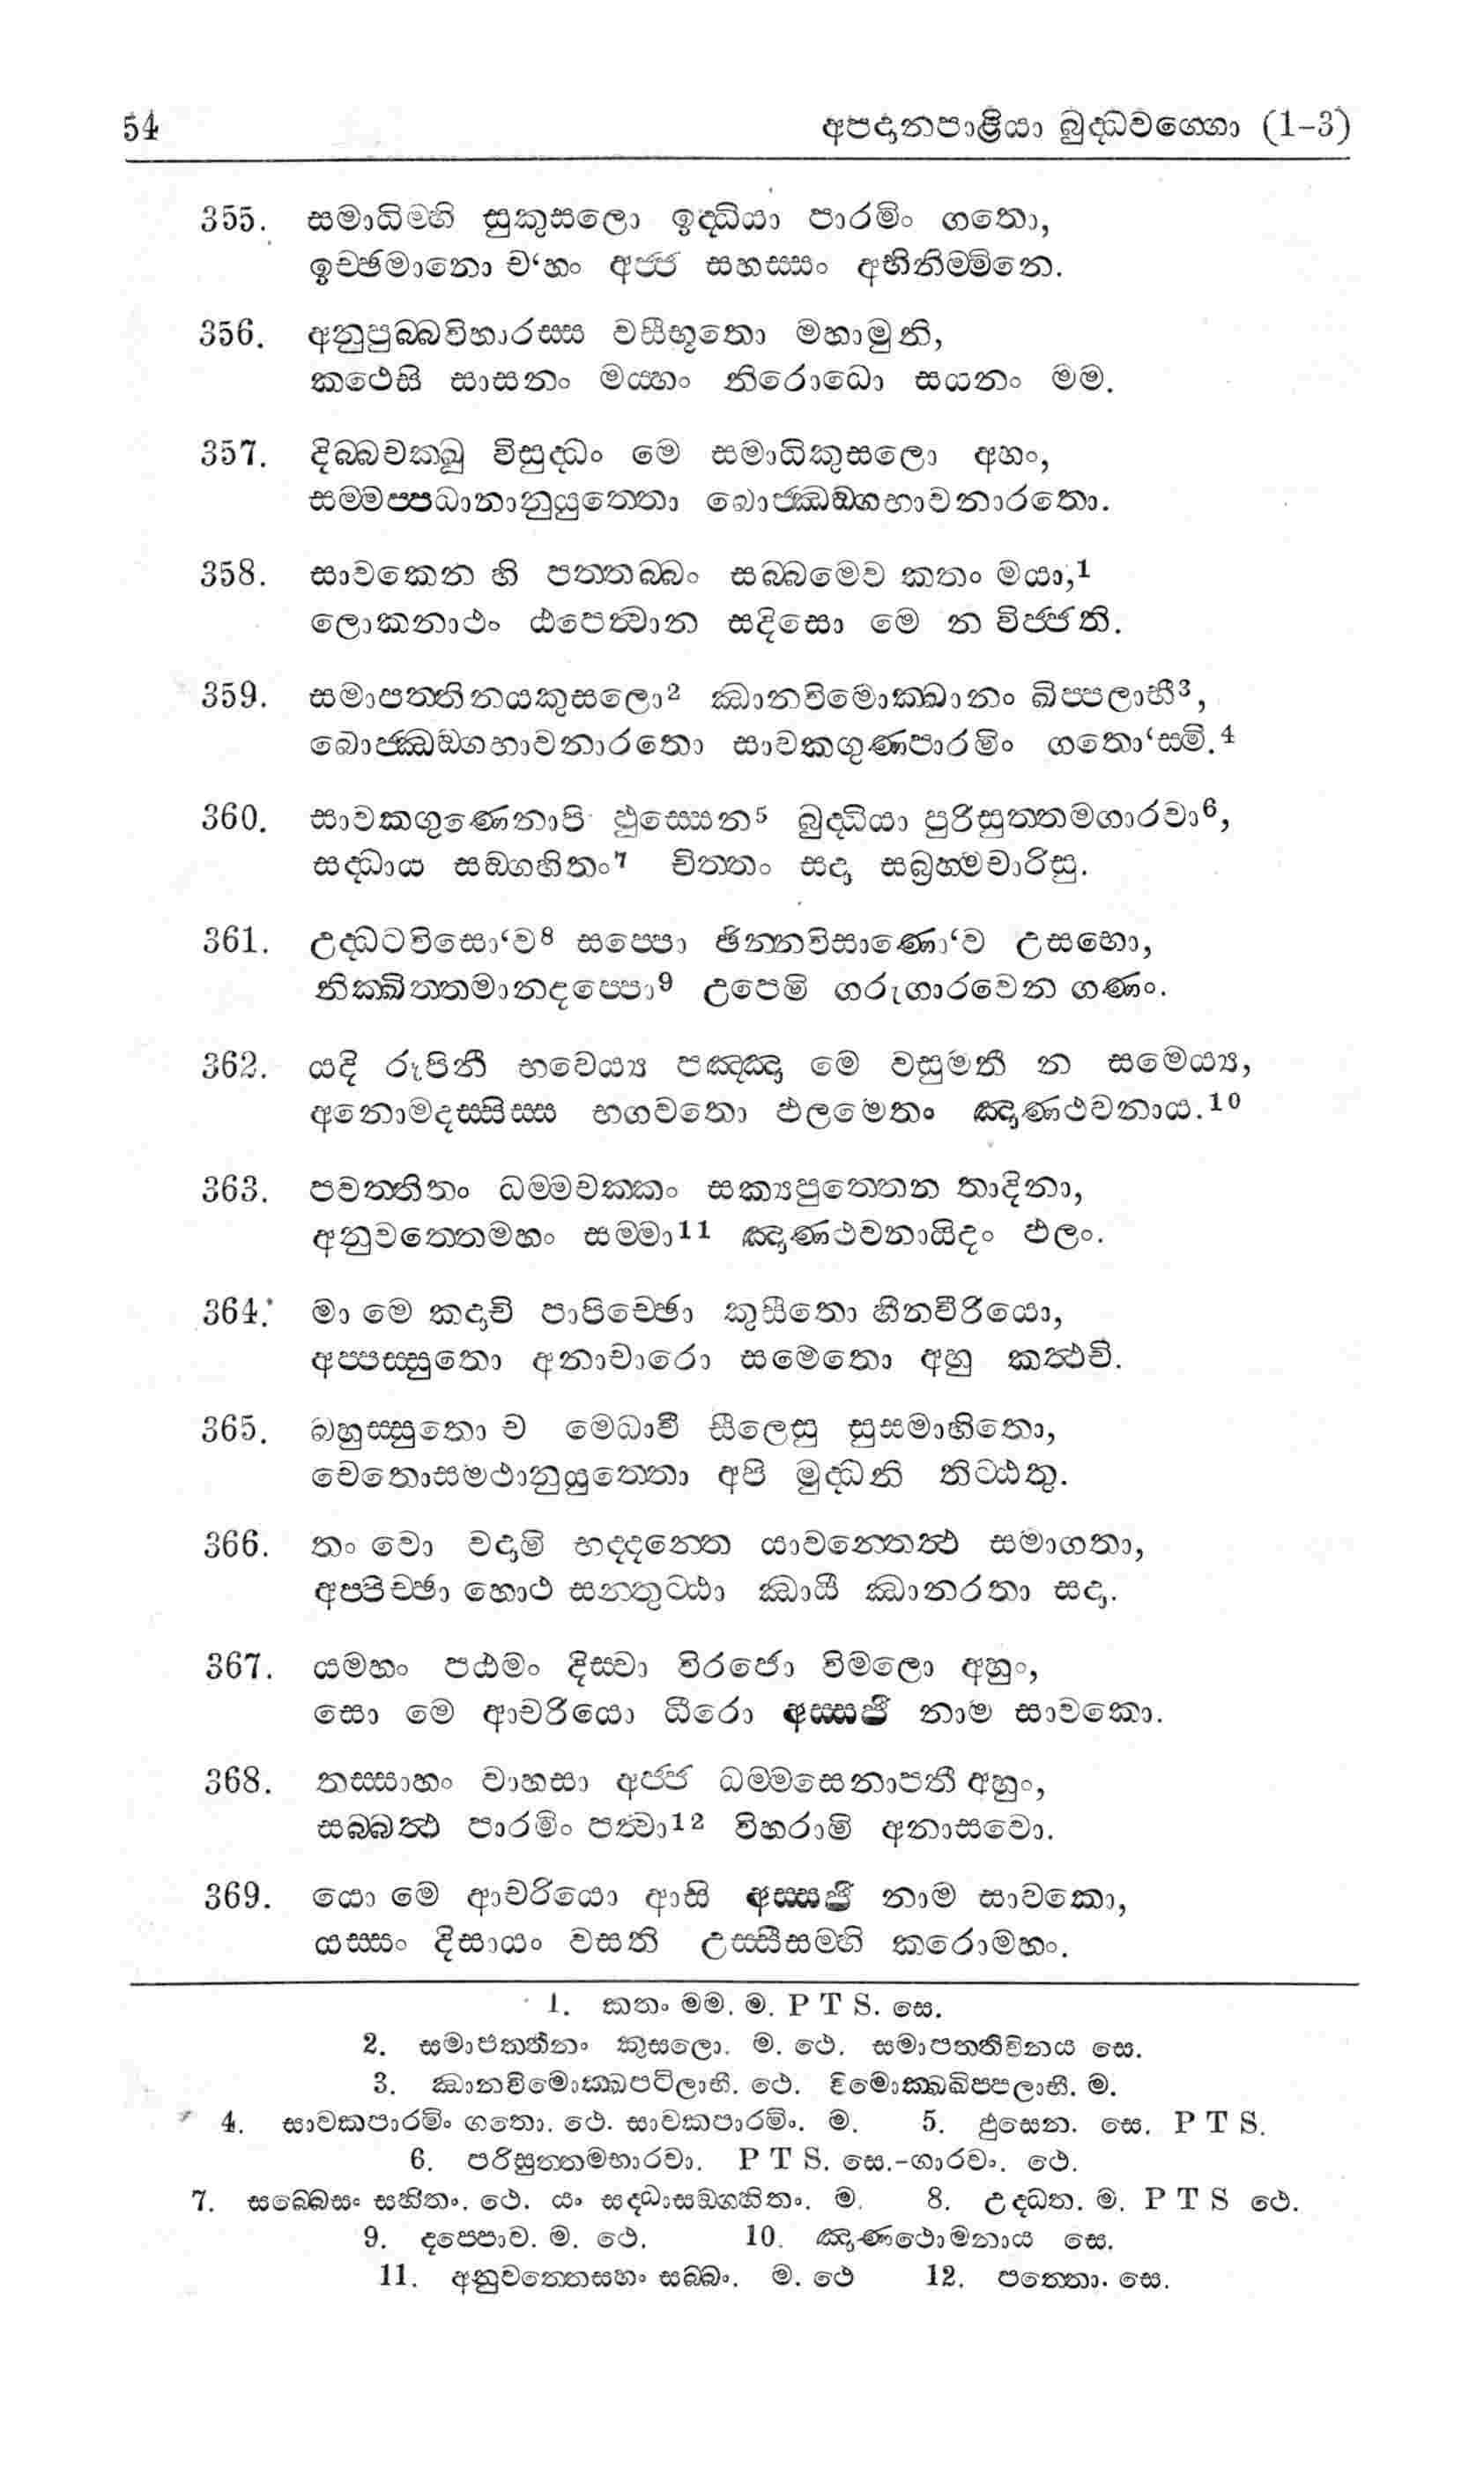 54 අපදානපාළියා බුද්ධවග්ගො (1-3)
355. සමාධිම්හි සුකුසලො ඉද්ධියා පාරමිං ගතො,
ඉච්ඡමානො ච‘හං අජ්ජ සහස්සං අභිනිම්මිනෙ.
356. අනුපුබ්බවිහාරස්ස වසීභූතො මහාමුනි,
කථෙසි සාසනං මය්හං නිරොධො සයනං මම.
357. දිබ්බචක්ඛු විසුද්ධං මෙ සමාධිකුසලො අහං,
සම්මප්පධානානුයුත්තො බොජ්ඣඞ්ගභාවනාරතො.
358. සාවකෙන හි පත්තබ්බං සබ්බමෙව කතං මයා,1
ලොකනාථං ඨපෙත්වාන සදිසො මෙ න විජ්ජති.
359. සමාපත්තිනයකුසලො2 ඣානවිමොක්ඛානං ඛිප්පලාභී3,
බොජ්ඣඞ්ගභාවනාරතො සාවකගුණපාරමිං ගතො‘ස්මි.4
360. සාවකගුණෙනාපි ඵුස්සෙන5 බුද්ධියා පුරිසුත්තමගාරවා6,
සද්ධාය සඞ්ගහිතං7 චිත්තං සදා සබ්‍රහ්මචාරිසු.
361. උද්ධටවිසො‘ව8 සප්පො ඡින්නවිසාණො‘ව උසභො,
නික්ඛිත්තමානදප්පො9 උපෙමි ගරුගාරවෙන ගණං.
362. යදි රූපිනී භවෙය්‍ය පඤ්ඤා මෙ වසුමතී න සමෙය්‍ය,
අනොමදස්සිස්ස භගවතො ඵලමෙතං ඤාණථවනාය.10
363. පවත්තිතං ධම්මචක්කං සක්‍යපුත්තෙන තාදිනා,
අනුවත්තෙමහං සම්මා11 ඤාණථවනායිදං ඵලං.
364. මා මෙ කදාචි පාපිච්ඡො කුසීතො හීනවීරියො,
අප්පස්සුතො අනාචාරො සමෙතො අහු කත්ථචි.
365. බහුස්සුතො ච මෙධාවී සීලෙසු සුසමාහිතො,
චෙතොසමථානුයුත්තො අපි මුද්ධනි තිට්ඨතු.
366. තං වො වදාමි භද්දන්තෙ යාවන්තෙත්ථ සමාගතා,
අප්පිච්ඡා හොථ සන්තුට්ඨා ඣායී ඣානරතා සදා.
367. යමහං පඨමං දිස්වා විරජො විමලො අහුං,
සො මෙ ආචරියො ධීරො අස්සජී නාම සාවකො.
368. තස්සාහං වාහසා අජ්ජ ධම්මසෙනාපතී අහුං,
සබ්බත්ථ පාරමිං පත්වා12 විහරාමි අනාසවො.
369. යො මෙ ආචරියො ආසි අස්සජී නාම සාවකො,
යස්සං දිසායං වසති උස්සීසම්හි කරොමහං.
1. කතං මම. ම. P T S. සෙ.
2. සමාපත්තීනං කුසලො. ම. ථෙ. සමාපත්තිවිනය සෙ.
3. ඣානවිමොක්ඛපටිලාභී. ථෙ. විමොක්ඛඛිප්පලාභී. ම.
4. සාවකපාරමිං ගතො. ථෙ. සාවකපාරමිං. ම. 5. ඵුසෙන. සෙ. P T S.
6. පරිසුත්තමභාරවා. P T S. සෙ.-ගාරවං. ථෙ.
7. සබ්බෙසං සහිතං. ථෙ. යං සද්ධාසඞ්ගහිතං. ම. 8. උද්ධත. ම. P T S ථෙ.
9. දප්පොව. ම. ථෙ. 10. ඤාණථොමනාය සෙ.
11. අනුවත්තෙසහං සබ්බං. ම. ථෙ 12. පත්තො. සෙ.